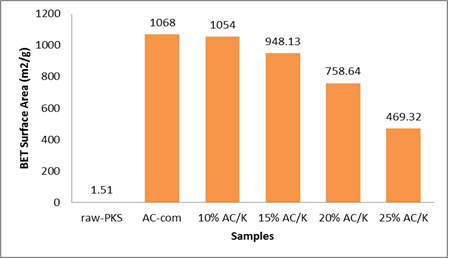 BET Surface Area (m2/g)
1200
1000
800
600
400
200
0
1.51
1068
1054
948.13
758.64
469.32
raw-PKS
AC-com
10% AC/K
15% AC/K
20% AC/K
25% AC/K
Samples